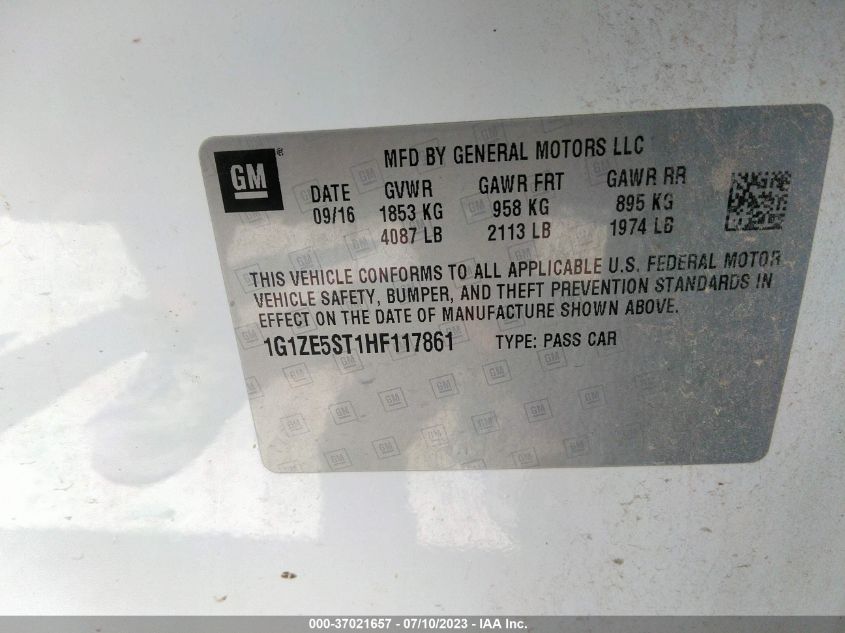 GM ®
MFD BY GENERAL MOTORS LLC
DATE GVWR GAWR FRT GAWR RR
09/16 1853 KG 958 KG 895 KG
4087 LB 2113 LB 1974 LB
THIS VEHICLE CONFORMS TO ALL APPLICABLE U.S. FEDERAL MOTOR
VEHICLE SAFETY, BUMPER, AND THEFT PREVENTION STANDARDS IN
EFFECT ON THE DATE OF MANUFACTURE SHOWN ABOVE.
1G1ZE5ST1HF117861 TYPE: PASS CAR
000-37021657 - 07/10/2023 - IAA Inc.